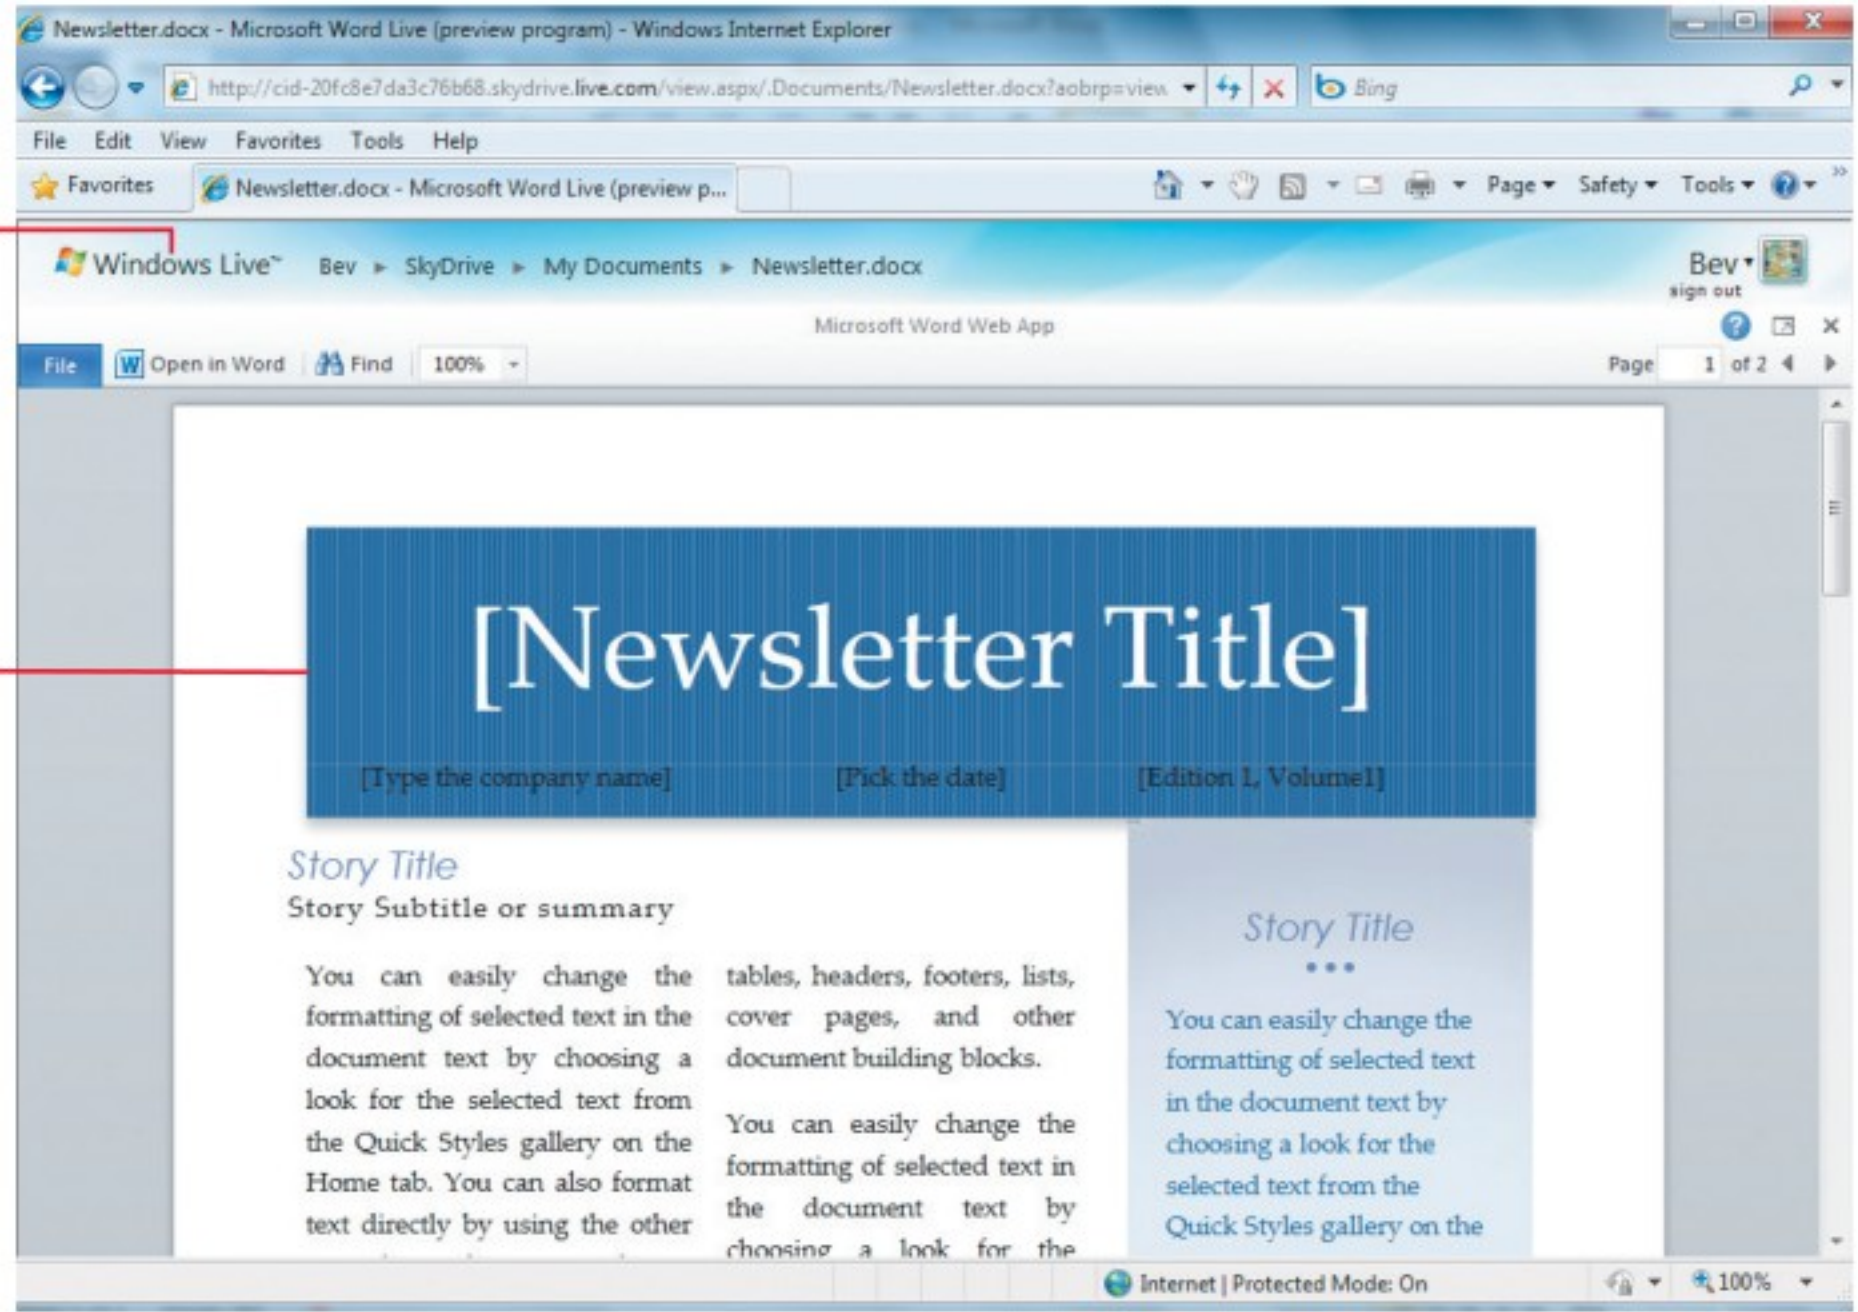 Newsletter.docx - Microsoft Word Live (preview program) - Windows Internet Explorer
http://cid-20fc8e7da3c76b68.skydrive.live.com/view.aspx/.Documents/Newsletter.docx?aobrp=view
Bing
File Edit View Favorites Tools Help
Favorites
Newsletter.docx - Microsoft Word Live (preview p...
Page Safety Tools
Windows Live™ Bev ▸ SkyDrive ▸ My Documents ▸ Newsletter.docx
Bev
sign out
Microsoft Word Web App
File Open in Word Find 100%
Page 1 of 2
[Newsletter Title]
[Type the company name] [Pick the date] [Edition 1, Volume1]
Story Title
Story Subtitle or summary
You can easily change the
formatting of selected text in the
document text by choosing a
look for the selected text from
the Quick Styles gallery on the
Home tab. You can also format
text directly by using the other
tables, headers, footers, lists,
cover pages, and other
document building blocks.
You can easily change the
formatting of selected text in
the document text by
choosing a look for the
Story Title
•••
You can easily change the
formatting of selected text
in the document text by
choosing a look for the
selected text from the
Quick Styles gallery on the
Internet | Protected Mode: On
100%